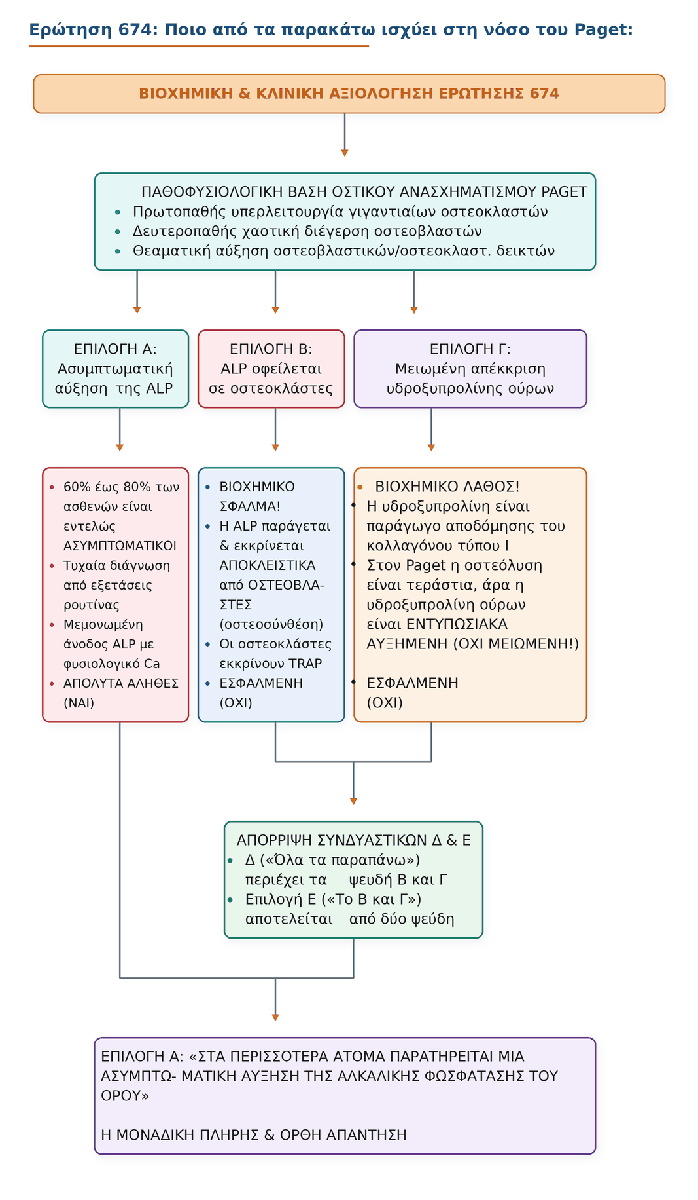 Ερώτηση 674: Ποιο από τα παρακάτω ισχύει στη νόσο του Paget:
ΒΙΟΧΗΜΙΚΗ & ΚΛΙΝΙΚΗ ΑΞΙΟΛΟΓΗΣΗ ΕΡΩΤΗΣΗΣ 674
ΠΑΘΟΦΥΣΙΟΛΟΓΙΚΗ ΒΑΣΗ ΟΣΤΙΚΟΥ ΑΝΑΣΧΗΜΑΤΙΣΜΟΥ PAGET
• Πρωτοπαθής υπερλειτουργία γιγαντιαίων οστεοκλαστών
• Δευτεροπαθής χαοτική διέγερση οστεοβλαστών
• Θεαματική αύξηση οστεοβλαστικών/οστεοκλαστ. δεικτών
ΕΠΙΛΟΓΗ Α:
Ασυμπτωματική
αύξηση της ALP
ΕΠΙΛΟΓΗ Β:
ALP οφείλεται
σε οστεοκλάστες
ΕΠΙΛΟΓΗ Γ:
Μειωμένη απέκκριση
υδροξυπρολίνης ούρων
• 60% έως 80% των
ασθενών είναι
εντελώς
ΑΣΥΜΠΤΩΜΑΤΙΚΟΙ
• Τυχαία διάγνωση
από εξετάσεις
ρουτίνας
• Μεμονωμένη
άνοδος ALP με
φυσιολογικό Ca
• ΑΠΟΛΥΤΑ ΑΛΗΘΕΣ
(ΝΑΙ)
• ΒΙΟΧΗΜΙΚΟ
ΣΦΑΛΜΑ!
• Η ALP παράγεται
& εκκρίνεται
ΑΠΟΚΛΕΙΣΤΙΚΑ
από ΟΣΤΕΟΒΛΑ-
ΣΤΕΣ
(οστεοσύνθεση)
• Οι οστεοκλάστες
εκκρίνουν TRAP
• ΕΣΦΑΛΜΕΝΗ
(ΟΧΙ)
• ΒΙΟΧΗΜΙΚΟ ΛΑΘΟΣ!
• Η υδροξυπρολίνη είναι
παράγωγο αποδόμησης του
κολλαγόνου τύπου Ι
• Στον Paget η οστεόλυση
είναι τεράστια, άρα η
υδροξυπρολίνη ούρων
είναι ΕΝΤΥΠΩΣΙΑΚΑ
ΑΥΞΗΜΕΝΗ (ΟΧΙ ΜΕΙΩΜΕΝΗ!)
• ΕΣΦΑΛΜΕΝΗ
(ΟΧΙ)
ΑΠΟΡΡΙΨΗ ΣΥΝΔΥΑΣΤΙΚΩΝ Δ & Ε
• Δ («Όλα τα παραπάνω»)
περιέχει τα ψευδή Β και Γ
• Επιλογή Ε («Το Β και Γ»)
αποτελείται από δύο ψεύδη
ΕΠΙΛΟΓΗ Α: «ΣΤΑ ΠΕΡΙΣΣΟΤΕΡΑ ΑΤΟΜΑ ΠΑΡΑΤΗΡΕΙΤΑΙ ΜΙΑ
ΑΣΥΜΠΤΩ- ΜΑΤΙΚΗ ΑΥΞΗΣΗ ΤΗΣ ΑΛΚΑΛΙΚΗΣ ΦΩΣΦΑΤΑΣΗΣ ΤΟΥ
ΟΡΟΥ»
Η ΜΟΝΑΔΙΚΗ ΠΛΗΡΗΣ & ΟΡΘΗ ΑΠΑΝΤΗΣΗ